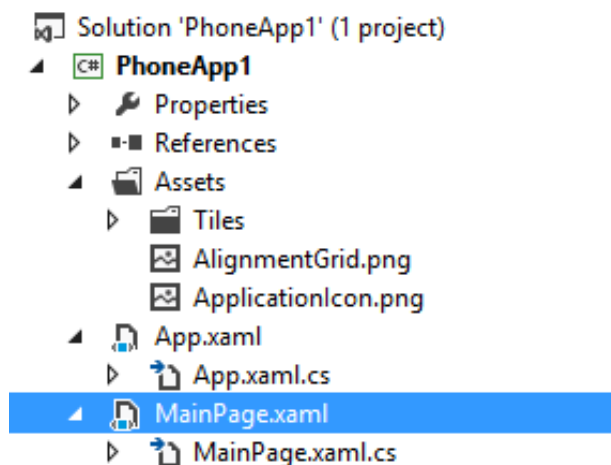 Solution 'PhoneApp1' (1 project)
C# PhoneApp1
Properties
References
Assets
Tiles
AlignmentGrid.png
ApplicationIcon.png
App.xaml
App.xaml.cs
MainPage.xaml
MainPage.xaml.cs